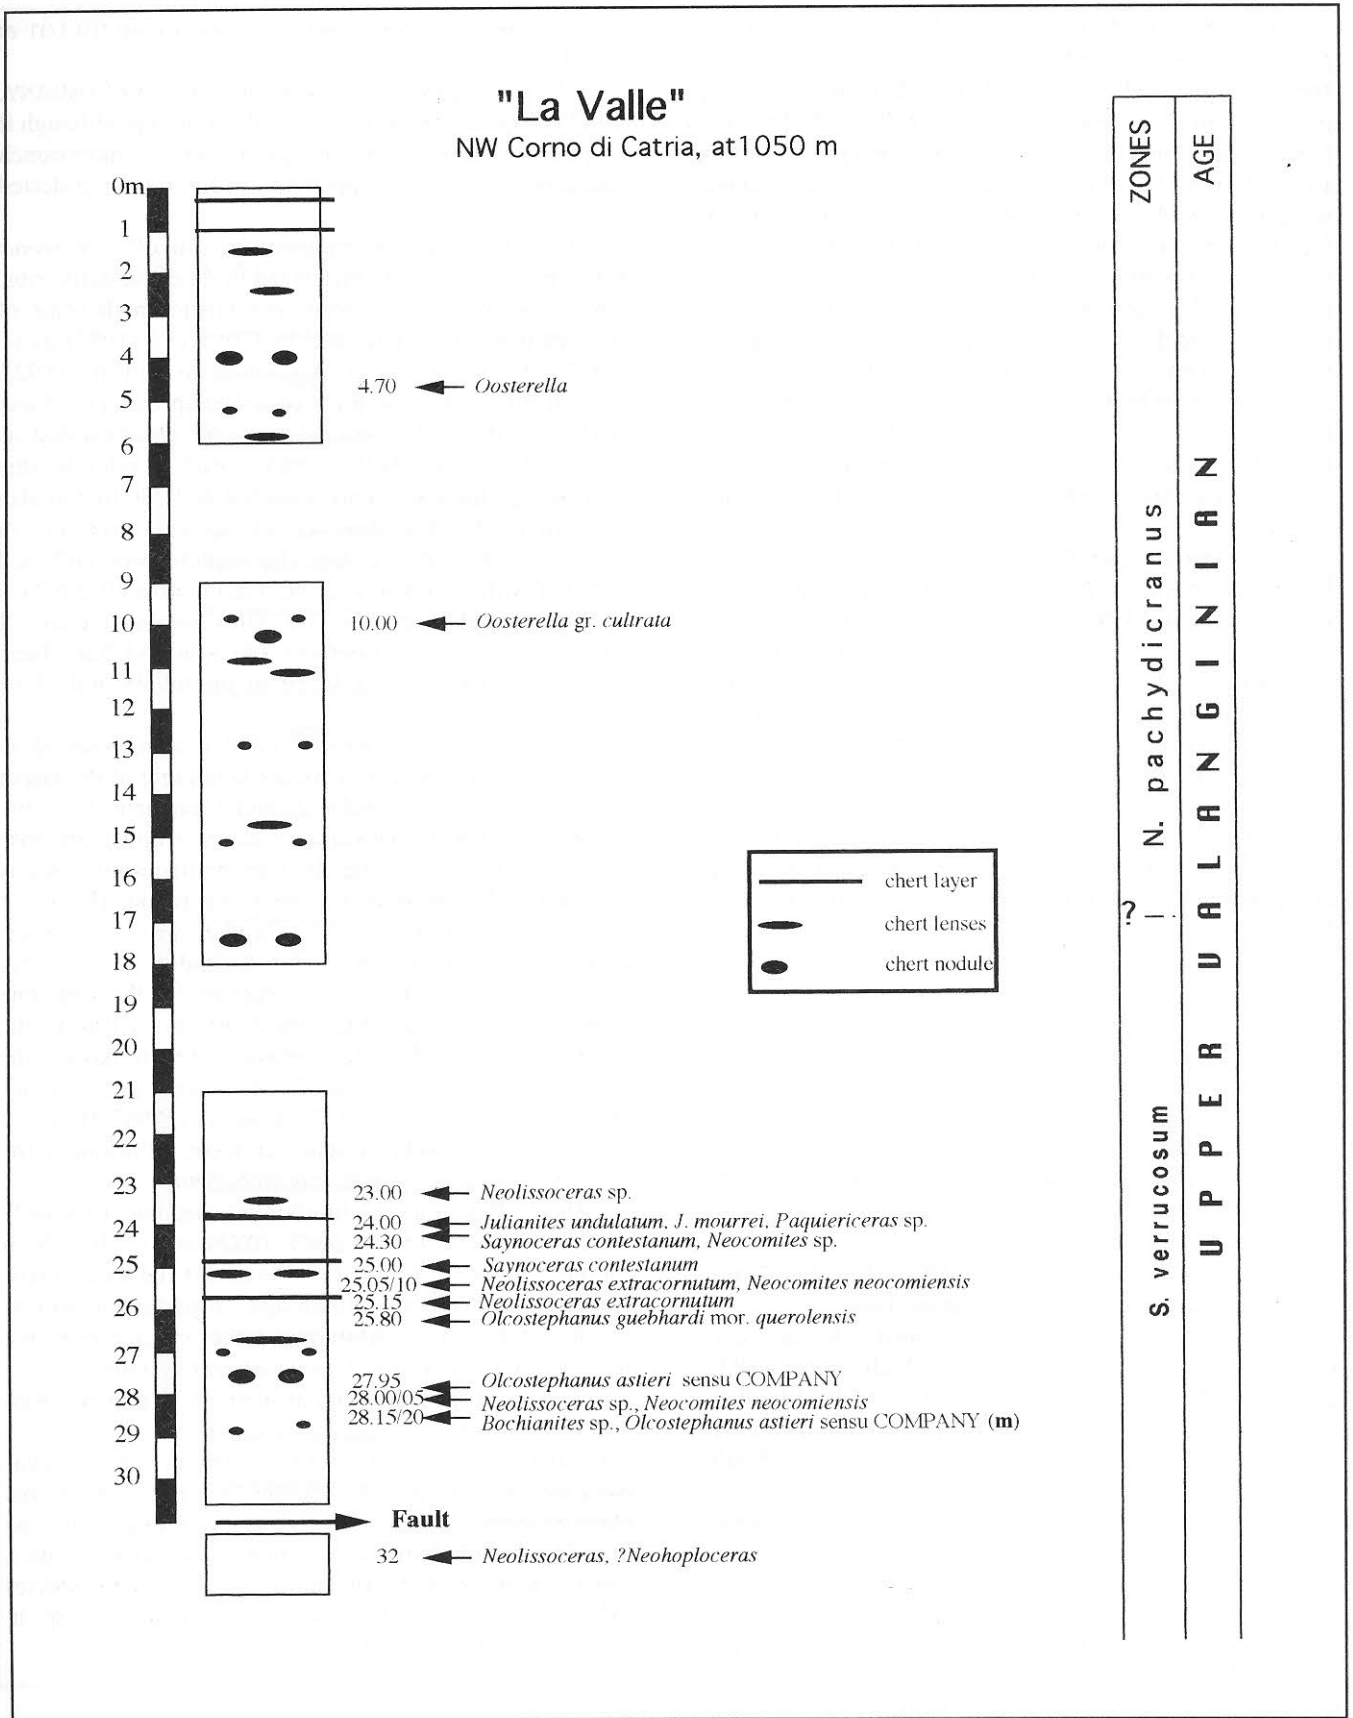 "La Valle"
NW Corno di Catria, at1050 m
ZONES
AGE
0m
1
2
3
4
4.70 Oosterella
5
6
7
8
9
10
10.00 Oosterella gr. cultrata
11
12
13
14
15
16
17
18
19
20
21
22
23
24
25
26
27
28
29
30
chert layer
chert lenses
chert nodule
23.00 Neolissoceras sp.
24.00 Julianites undulatum, J. mourrei, Paquiericeras sp.
24.30 Saynoceras contestanum, Neocomites sp.
25.00 Saynoceras contestanum
25.05/10 Neolissoceras extracornutum, Neocomites neocomiensis
25.15 Neolissoceras extracornutum
25.80 Olcostephanus guebhardi mor. querolensis
27.95 Olcostephanus astieri sensu COMPANY
28.00/05 Neolissoceras sp., Neocomites neocomiensis
28.15/20 Bochianites sp., Olcostephanus astieri sensu COMPANY (m)
Fault
32 Neolissoceras, ?Neohoploceras
N. pachydicranus
? –
S. verrucosum
UPPER VALANGINIAN